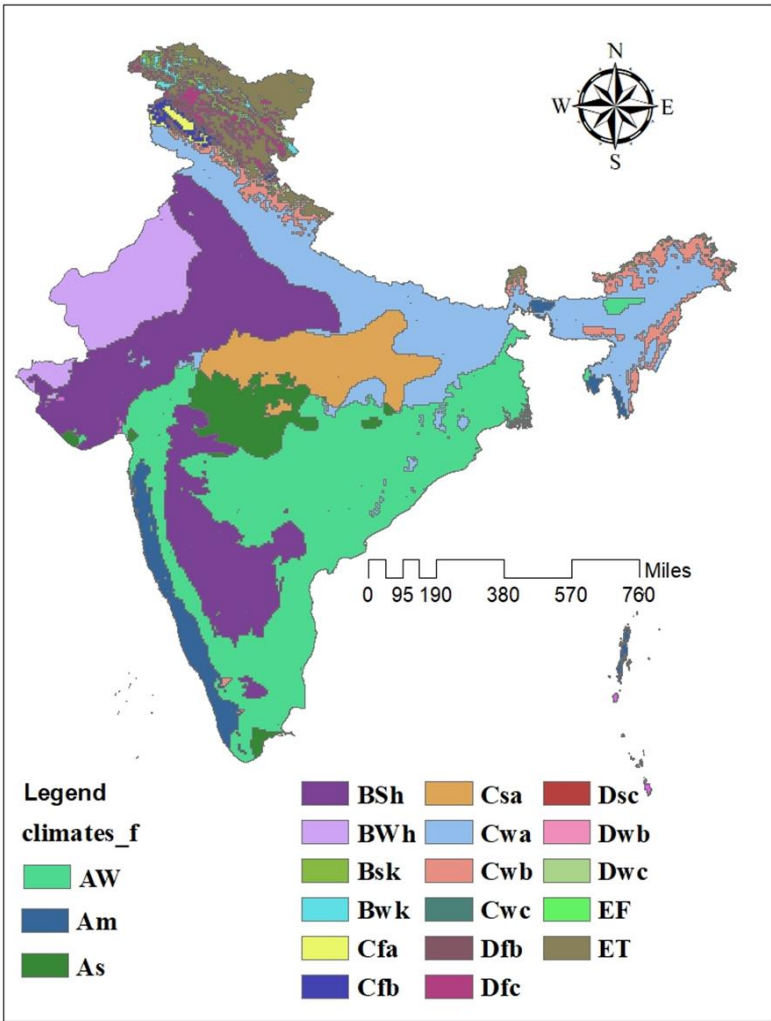 N
W E
S
Miles
0 95 190 380 570 760
Legend
climates_f
AW
Am
As
BSh
BWh
Bsk
Bwk
Cfa
Cfb
Csa
Cwa
Cwb
Cwc
Dfb
Dfc
Dsc
Dwb
Dwc
EF
ET